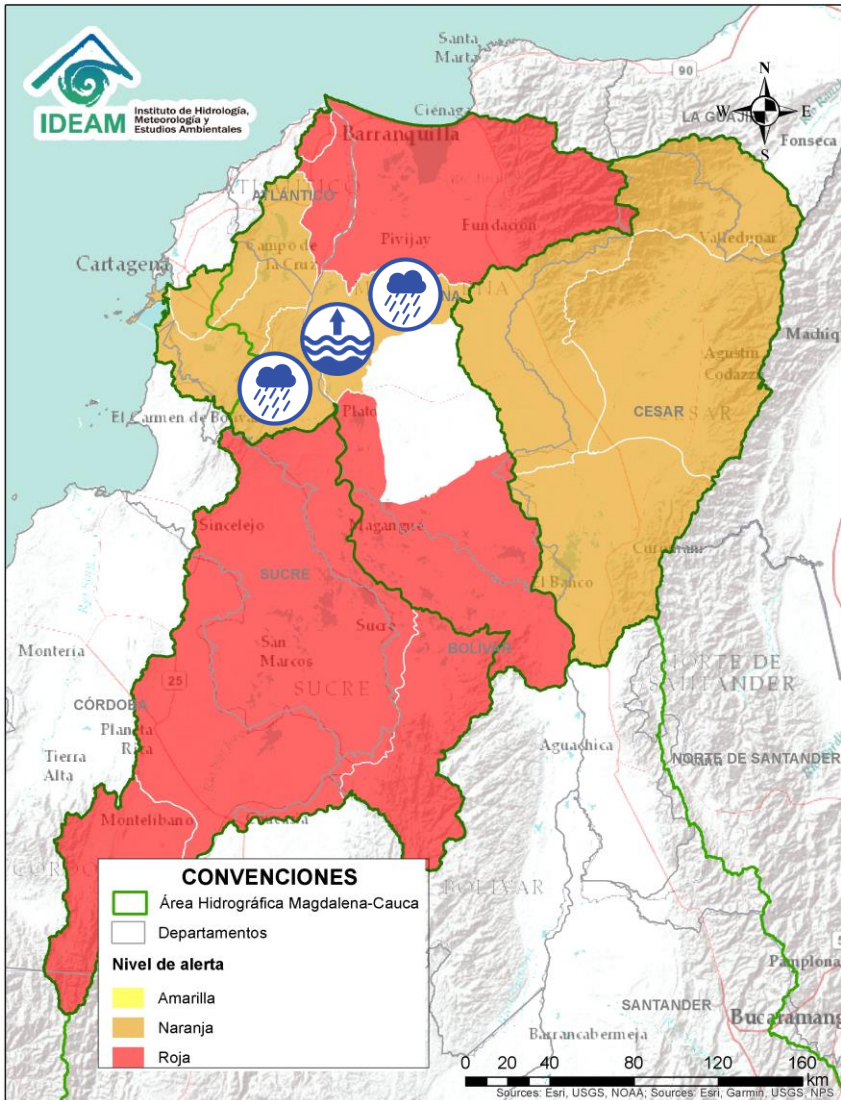 IDEAM
Instituto de Hidrología,
Meteorología y
Estudios Ambientales
Santa
Marta
90
N
W
E
S
LA GUAJI
Ciénaga
Barranquilla
Fonseca
ATLÁNTICO
Fundación
Pivijay
Campo de
la Cruz
Valledupar
Cartagena
NA
Agustín
Codazzi
Plato
CESAR
El Carmen de Bolívar
Sincelejo
Magangué
SUCRE
El Banco
Sucre
San
Marcos
BOLÍVAR
Montería
25
SUCRE
NORTE DE
SANTANDER
CÓRDOBA
Planeta
Rica
Aguachica
NORTE DE SANTANDER
Tierra
Alta
Montelíbano
BOLÍVAR
Pamplona
SANTANDER
Bucaramang
Barrancabermeja
CONVENCIONES
Área Hidrográfica Magdalena-Cauca
Departamentos
Nivel de alerta
Amarilla
Naranja
Roja
0 20 40 80 120 160
km
Sources: Esri, USGS, NOAA; Sources: Esri, Garmin, USGS, NPS